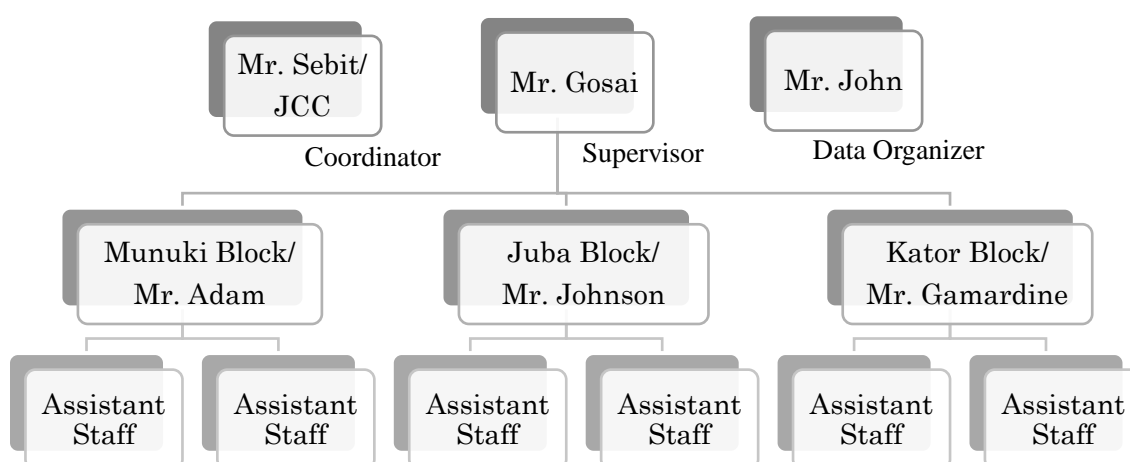 Mr. Sebit/
JCC
Mr. Gosai
Mr. John
Coordinator
Supervisor
Data Organizer
Munuki Block/
Mr. Adam
Juba Block/
Mr. Johnson
Kator Block/
Mr. Gamardine
Assistant
Staff
Assistant
Staff
Assistant
Staff
Assistant
Staff
Assistant
Staff
Assistant
Staff